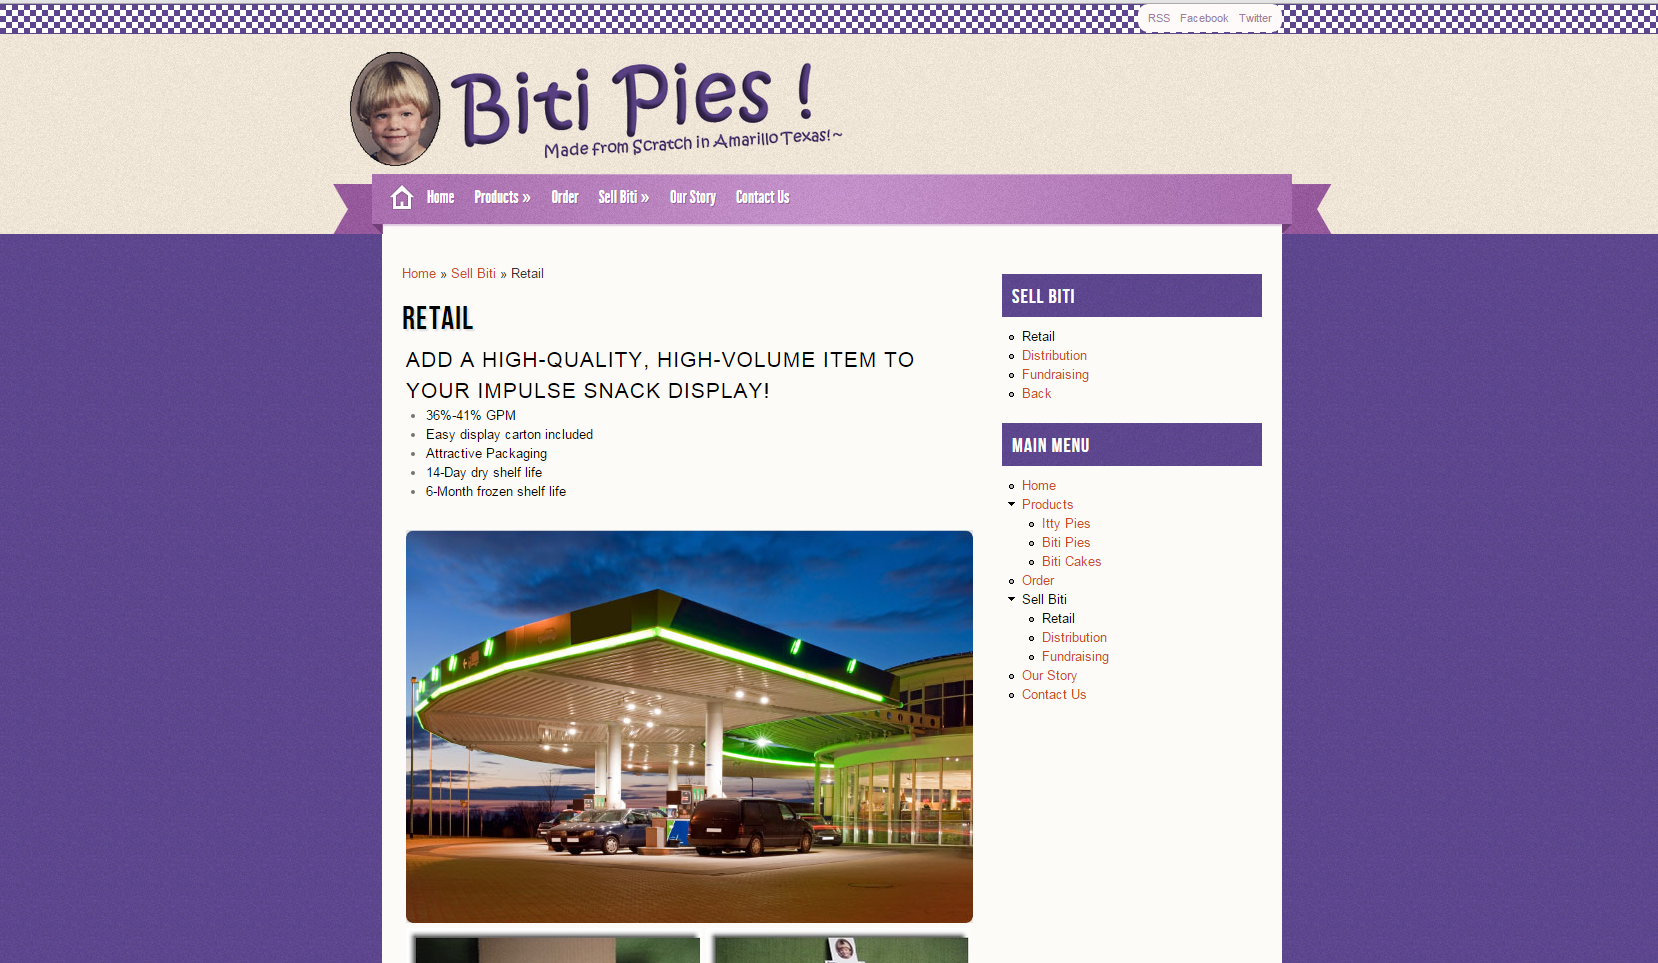 RSS Facebook Twitter
Biti Pies !
Made from Scratch in Amarillo Texas!~
Home Products » Order Sell Biti » Our Story Contact Us
Home » Sell Biti » Retail
RETAIL
ADD A HIGH-QUALITY, HIGH-VOLUME ITEM TO
YOUR IMPULSE SNACK DISPLAY!
36%-41% GPM
Easy display carton included
Attractive Packaging
14-Day dry shelf life
6-Month frozen shelf life
SELL BITI
Retail
Distribution
Fundraising
Back
MAIN MENU
Home
Products
Itty Pies
Biti Pies
Biti Cakes
Order
Sell Biti
Retail
Distribution
Fundraising
Our Story
Contact Us